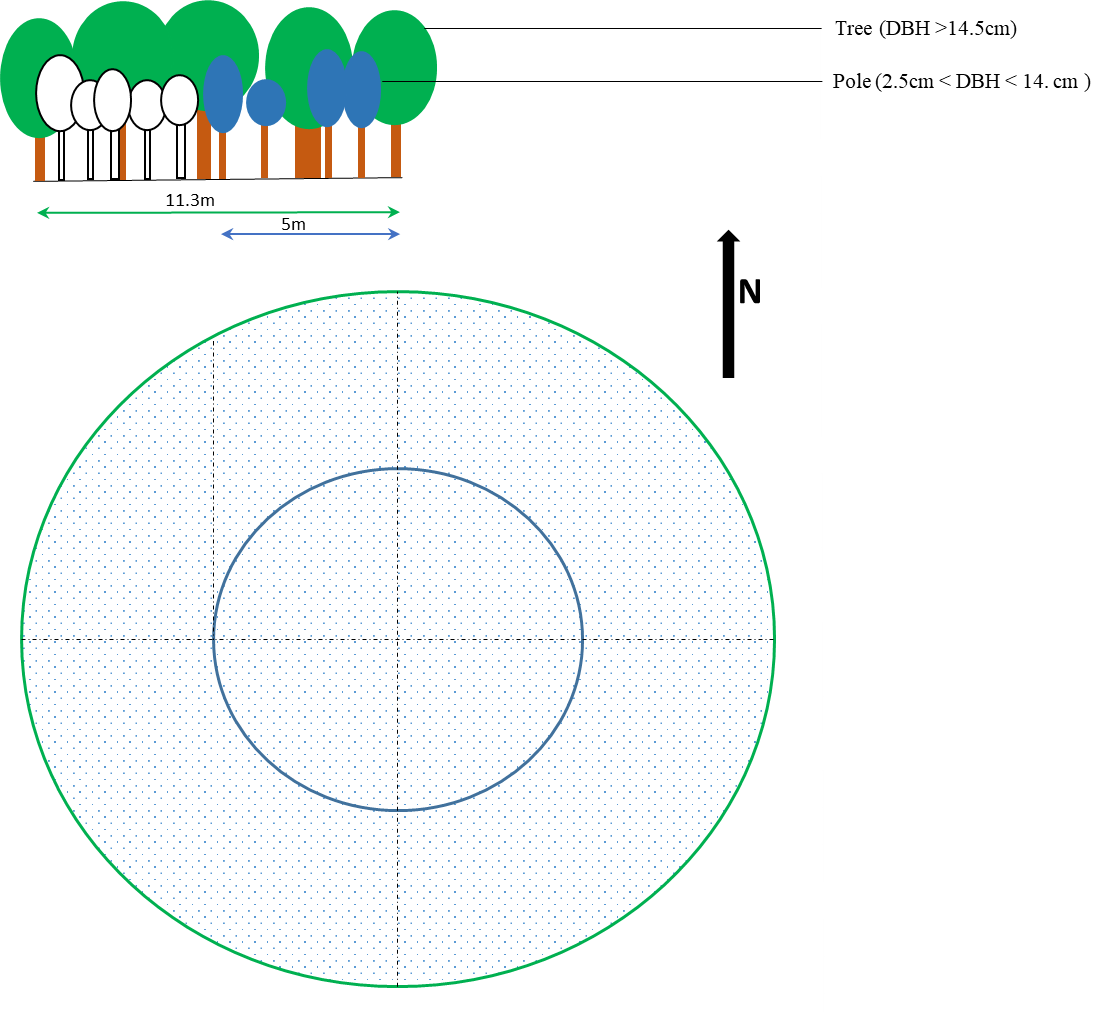 Tree (DBH >14.5cm)
Pole (2.5cm < DBH < 14. cm )
11.3m
5m
N